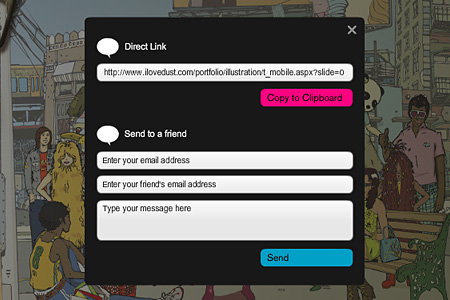 Direct Link
http://www.ilovedust.com/portfolio/illustration/t_mobile.aspx?slide=0
Copy to Clipboard
Send to a friend
Enter your email address
Enter your friend's email address
Type your message here
Send